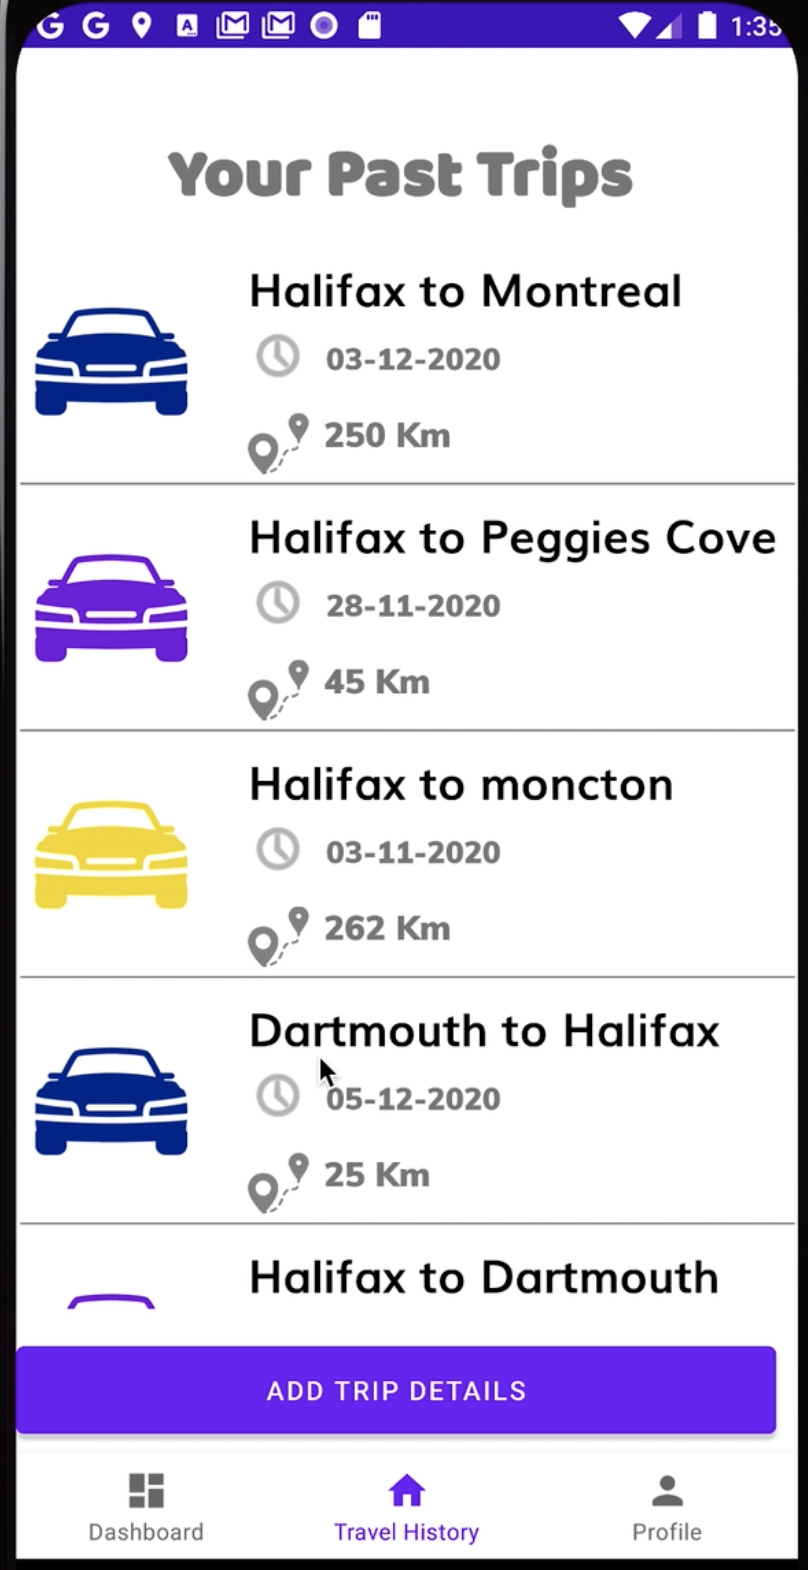 1:35
Your Past Trips
Halifax to Montreal
03-12-2020
250 Km
Halifax to Peggies Cove
28-11-2020
45 Km
Halifax to moncton
03-11-2020
262 Km
Dartmouth to Halifax
05-12-2020
25 Km
Halifax to Dartmouth
ADD TRIP DETAILS
Dashboard
Travel History
Profile